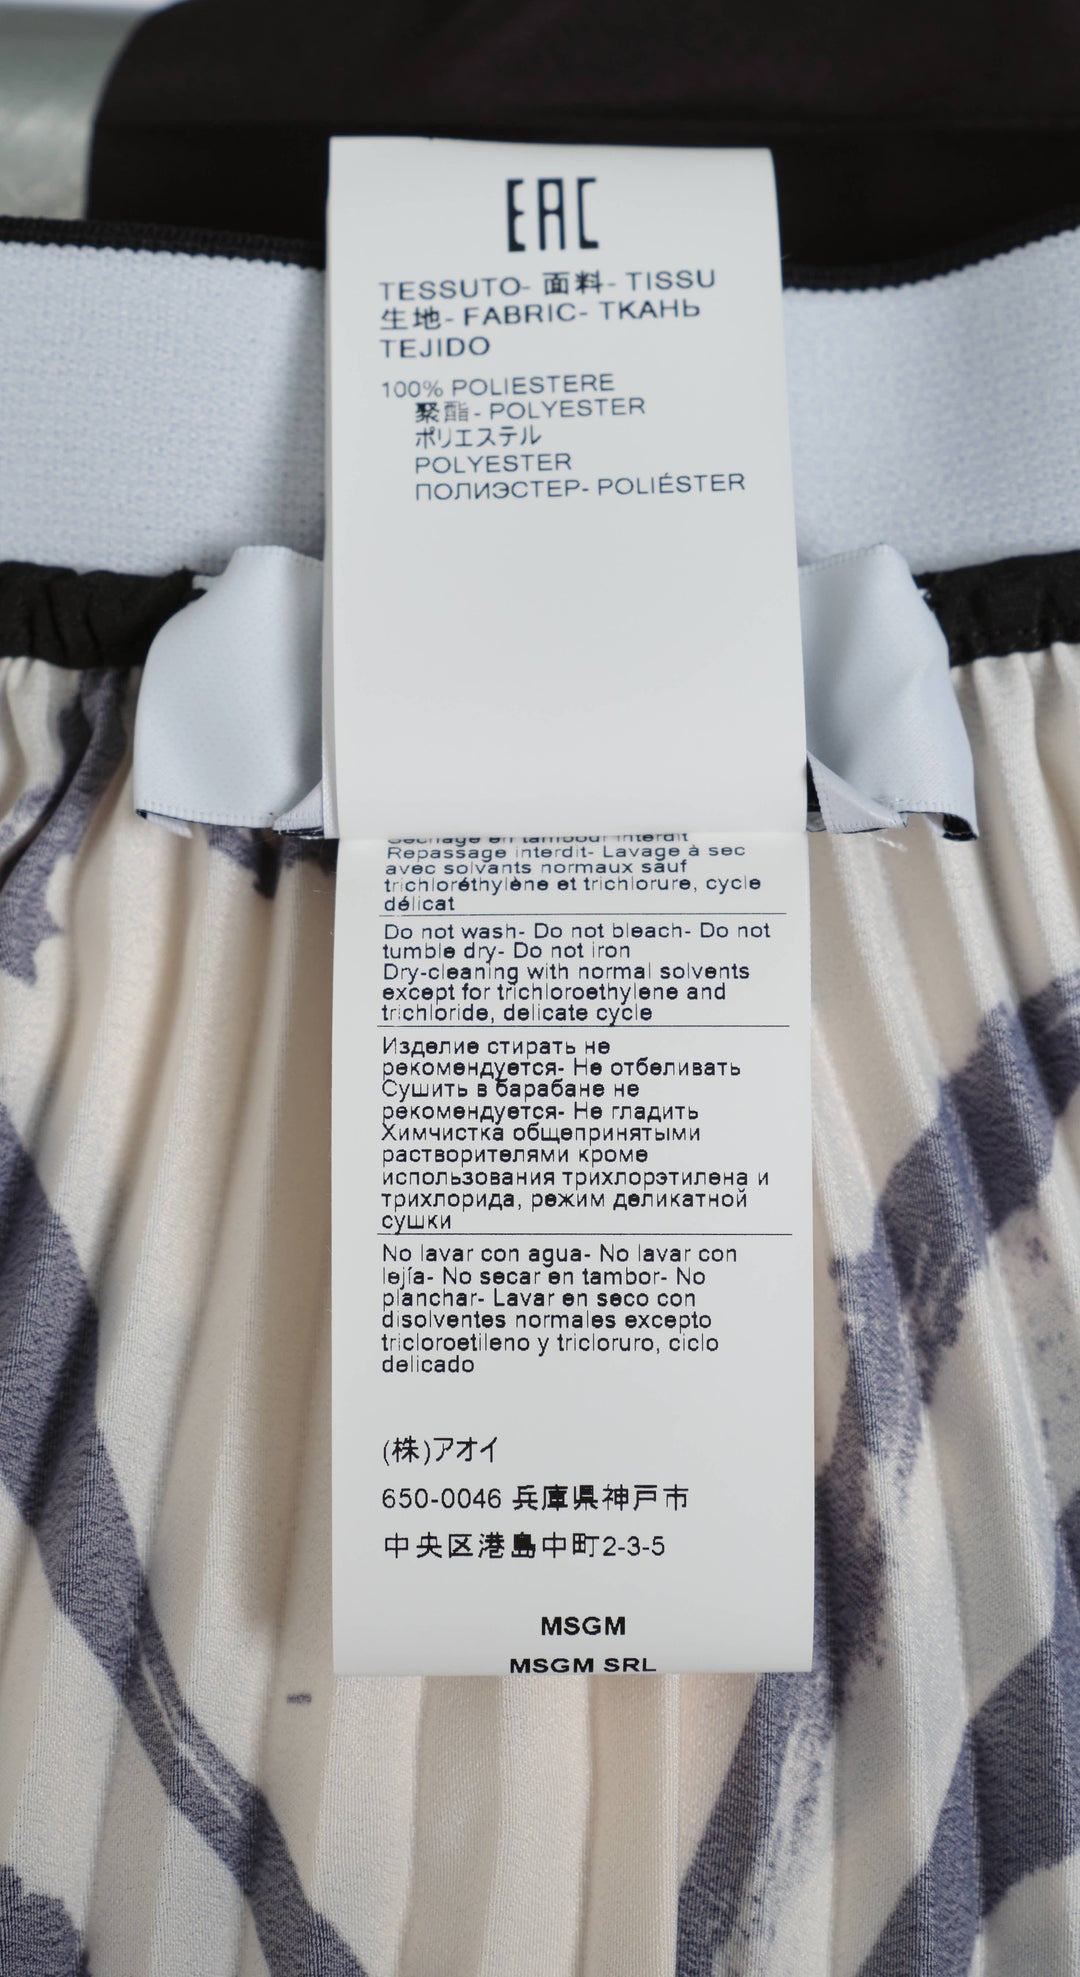 EAC
TESSUTO- 面料- TISSU
生地- FABRIC- ТКАНЬ
TEJIDO
100% POLIESTERE
聚酯- POLYESTER
ポリエステル
POLYESTER
ПОЛИЭСТЕР- POLIÉSTER
Séchage en tambour interdit
Repassage interdit- Lavage à sec
avec solvants normaux sauf
trichloréthylène et trichlorure, cycle
délicat
Do not wash- Do not bleach- Do not
tumble dry- Do not iron
Dry-cleaning with normal solvents
except for trichloroethylene and
trichloride, delicate cycle
Изделие стирать не
рекомендуется- Не отбеливать
Сушить в барабане не
рекомендуется- Не гладить
Химчистка общепринятыми
растворителями кроме
использования трихлорэтилена и
трихлорида, режим деликатной
сушки
No lavar con agua- No lavar con
lejía- No secar en tambor- No
planchar- Lavar en seco con
disolventes normales excepto
tricloroetileno y tricloruro, ciclo
delicado
(株)アオイ
650-0046 兵庫県神戸市
中央区港島中町2-3-5
MSGM
MSGM SRL